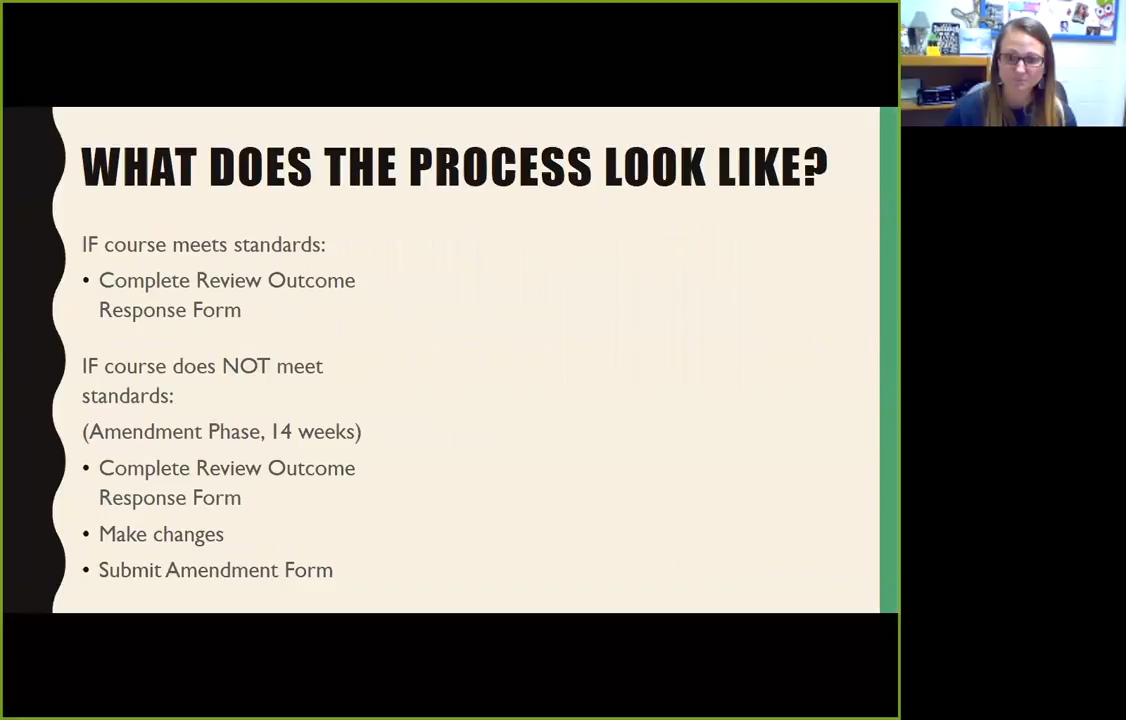 WHAT DOES THE PROCESS LOOK LIKE?
IF course meets standards:
• Complete Review Outcome
Response Form
IF course does NOT meet
standards:
(Amendment Phase, 14 weeks)
• Complete Review Outcome
Response Form
• Make changes
• Submit Amendment Form